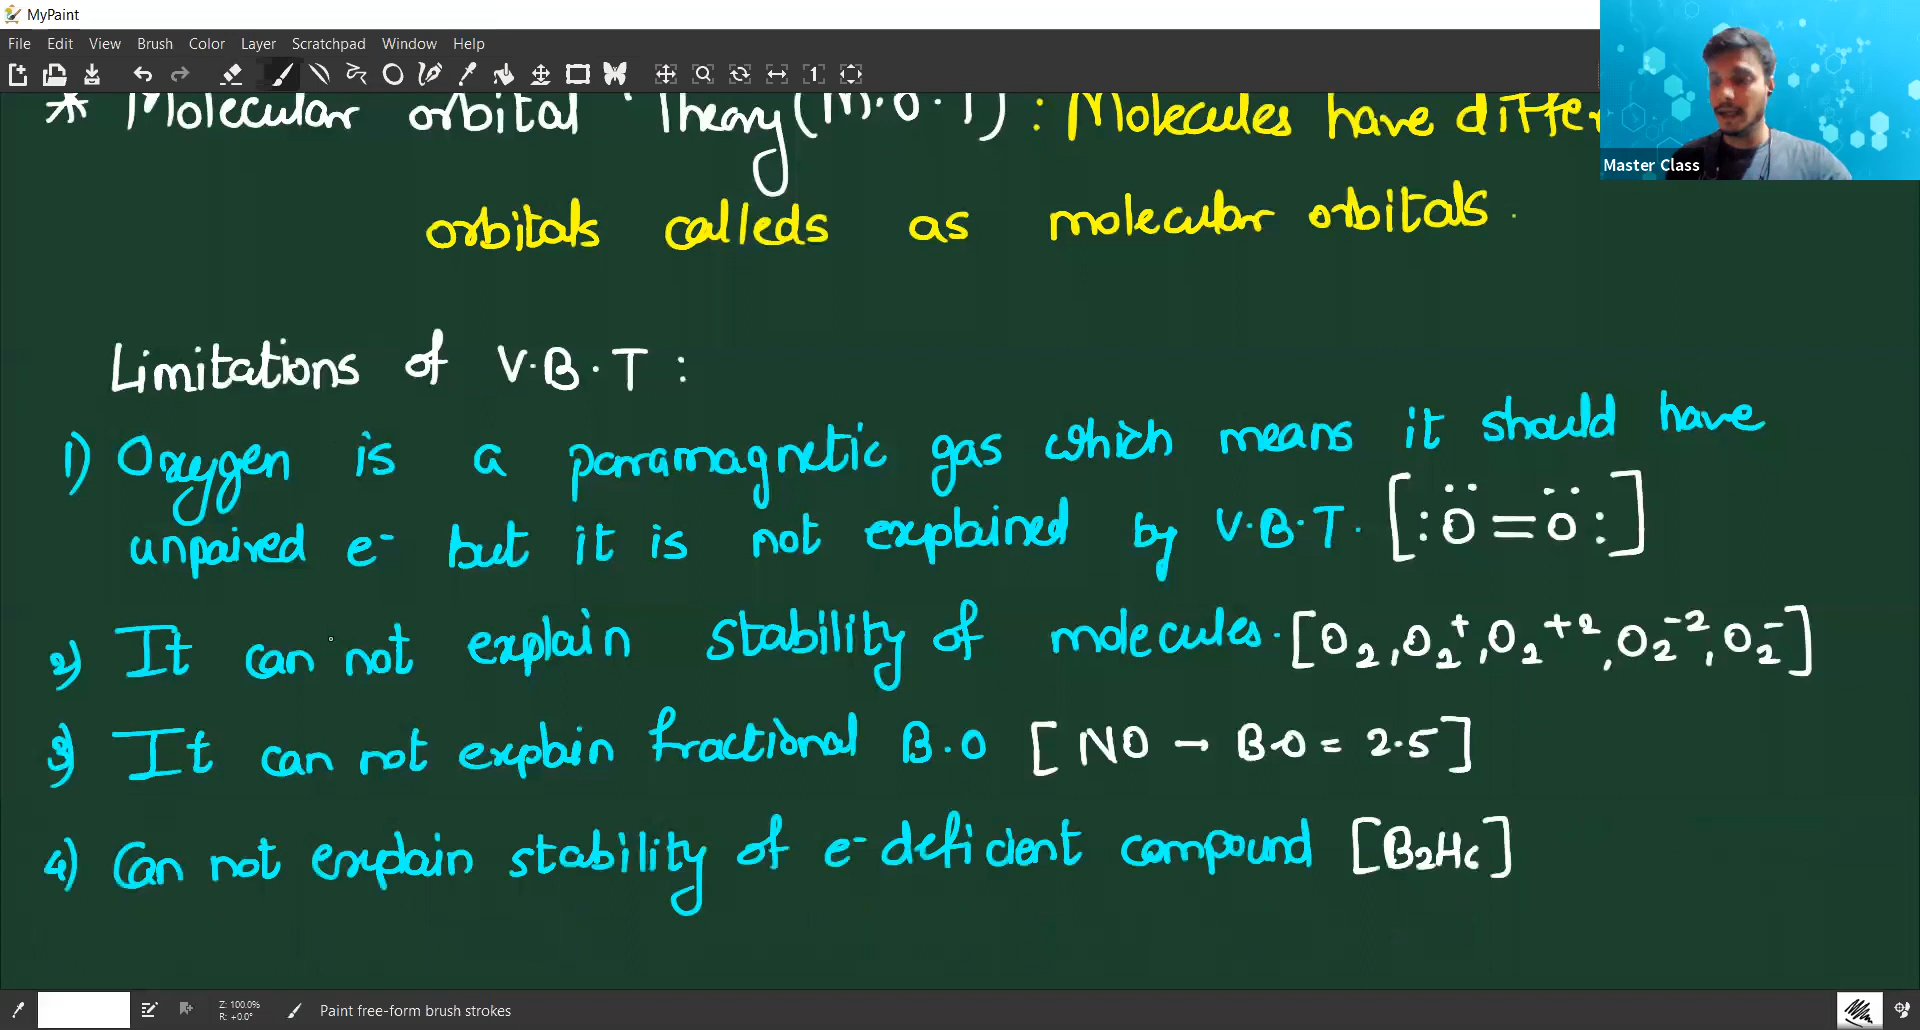 MyPaint
File Edit View Brush Color Layer Scratchpad Window Help
* Molecular orbital Theory (M.O.T) : Molecules have differ
Master Class
orbitals calleds as molecular orbitals.
Limitations of V.B.T :
1) Oxygen is a paramagnetic gas which means it should have
unpaired e⁻ but it is not explained by V.B.T. [:Ö=Ö:]
2) It can not explain stability of molecules. [O₂, O₂⁺, O₂⁺², O₂⁻², O₂⁻]
3) It can not explain fractional B.O [NO → B.O = 2.5]
4) Can not explain stability of e⁻ deficient compound [B₂H₆]
Z: 100.0%
R: +0.0°
Paint free-form brush strokes